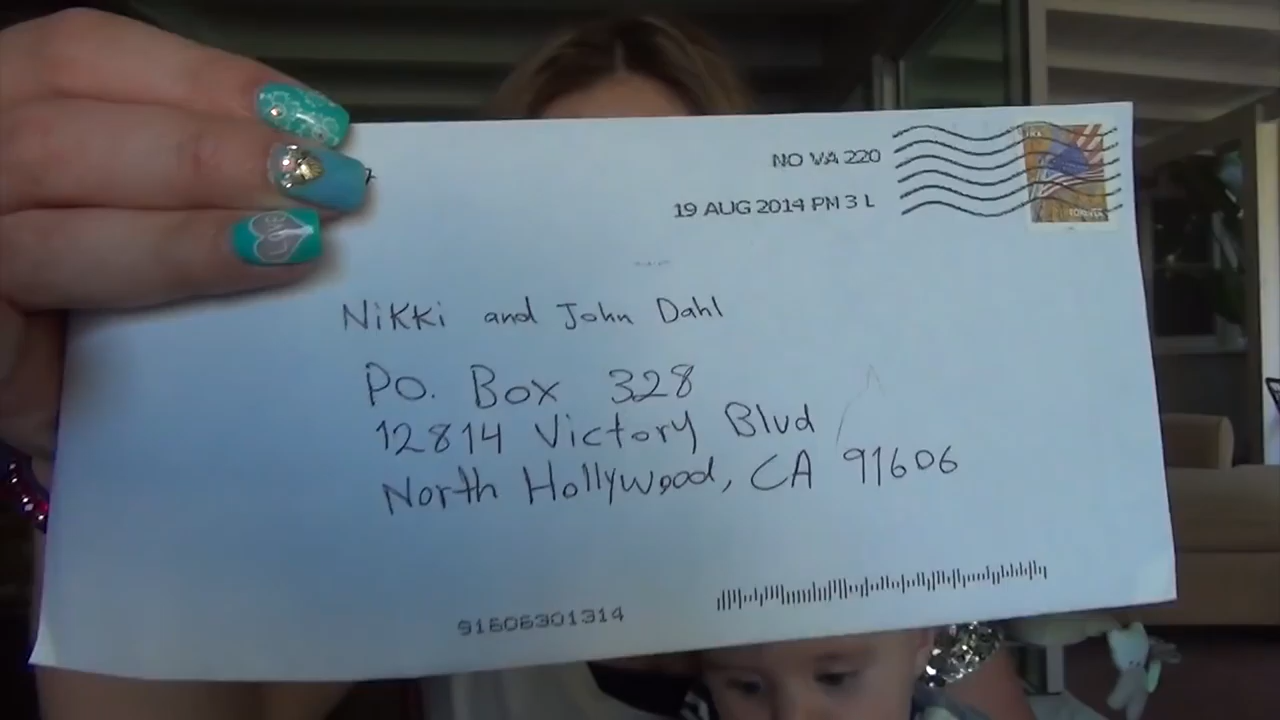 NO VA 220
19 AUG 2014 PM 3 L
FOREVER
Nikki and John Dahl
P.O. Box 328
12814 Victory Blvd
North Hollywood, CA 91606
91606301314